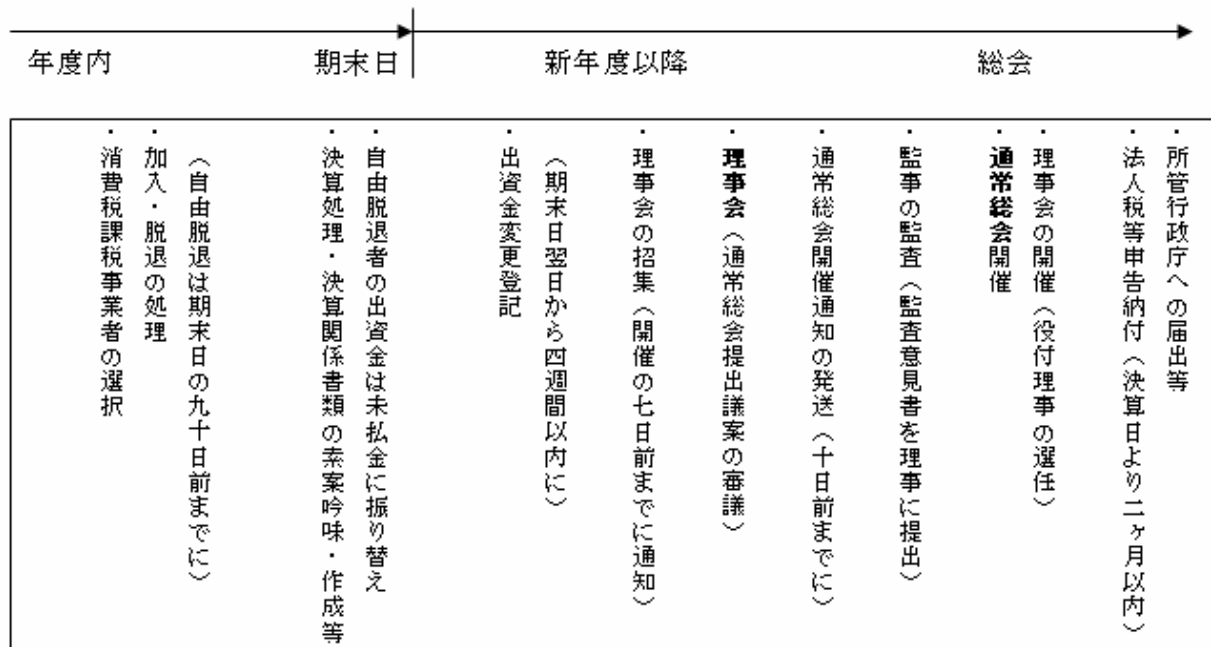 年度内
期末日
新年度以降
総会
・消費税課税事業者の選択
・加入・脱退の処理
（自由脱退は期末日の九十日前までに）
・決算処理・決算関係書類の素案吟味・作成等
・自由脱退者の出資金は未払金に振り替え
・出資金変更登記
（期末日翌日から四週間以内に）
・理事会の招集（開催の七日前までに通知）
・理事会（通常総会提出議案の審議）
・通常総会開催通知の発送（十日前までに）
・監事の監査（監査意見書を理事に提出）
・通常総会開催
・理事会の開催（役付理事の選任）
・法人税等申告納付（決算日より二ヶ月以内）
・所管行政庁への届出等